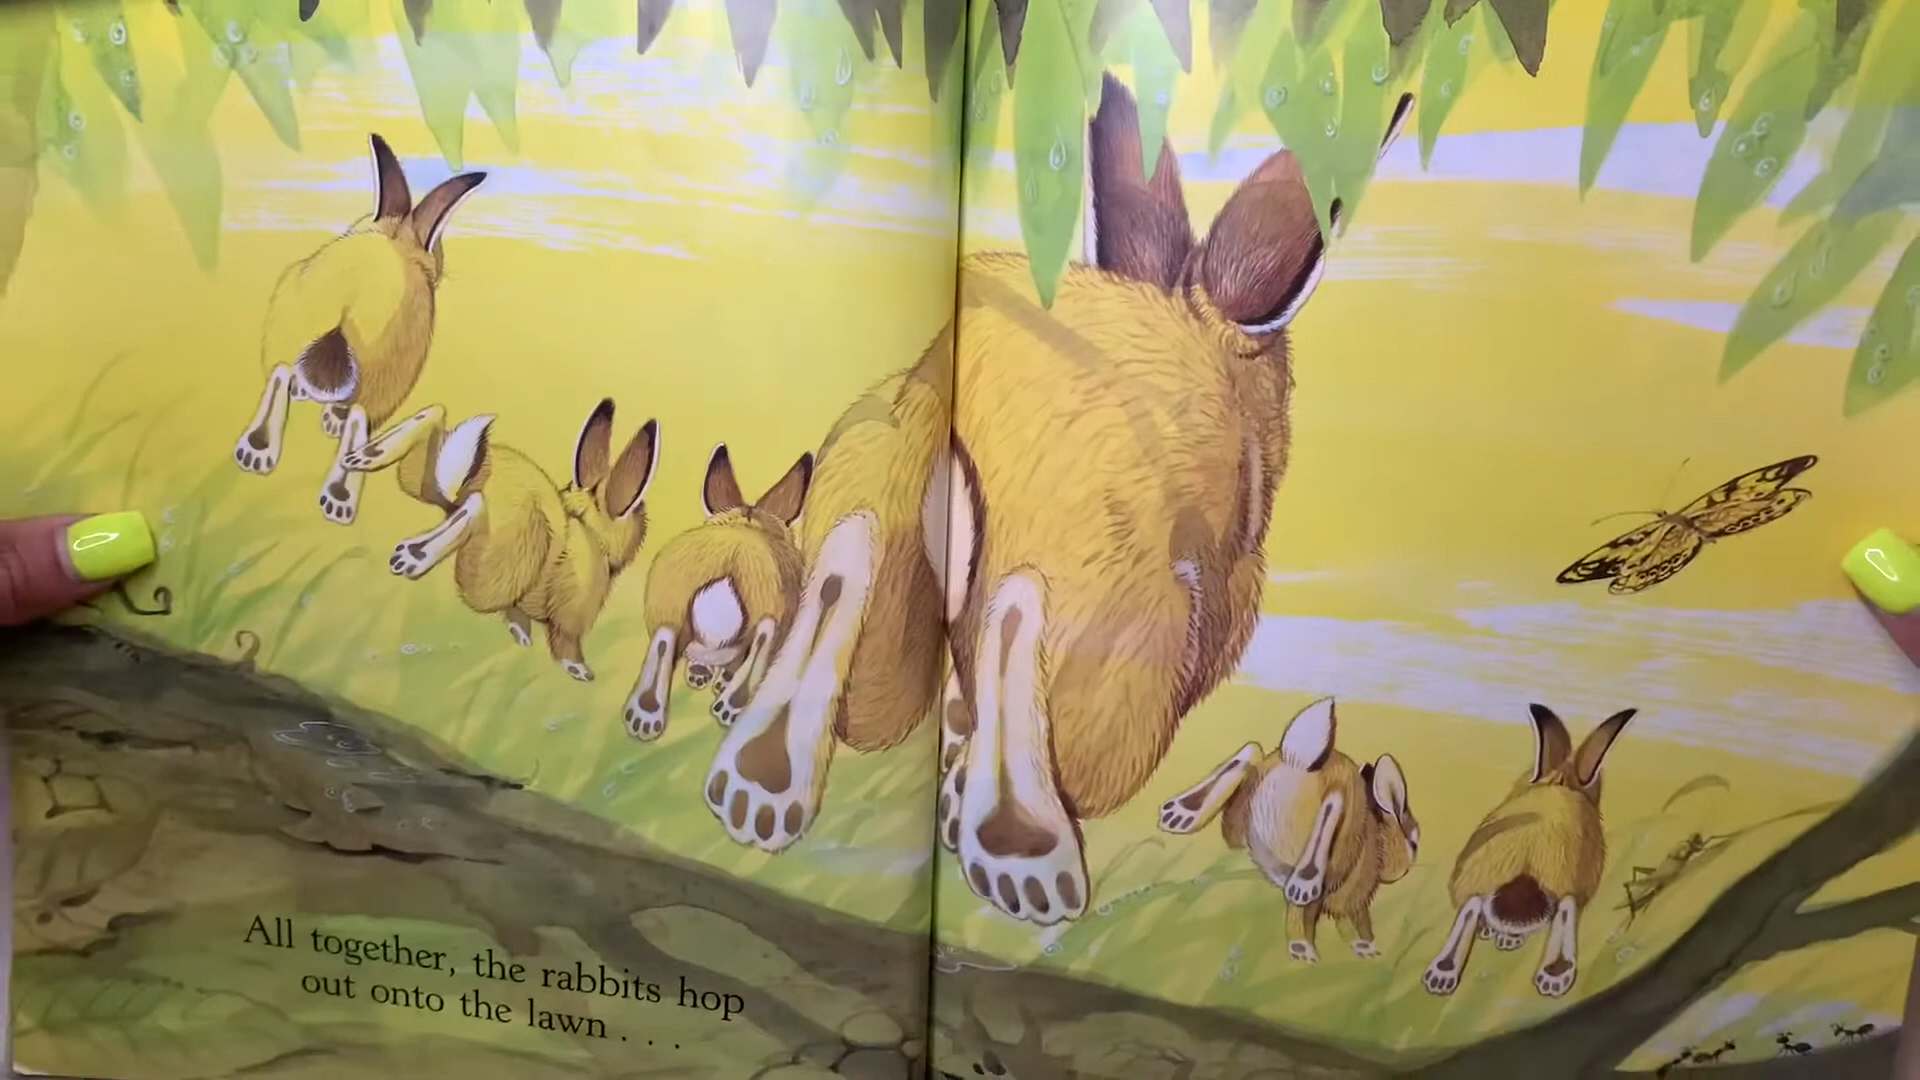 All together, the rabbits hop
out onto the lawn . . .